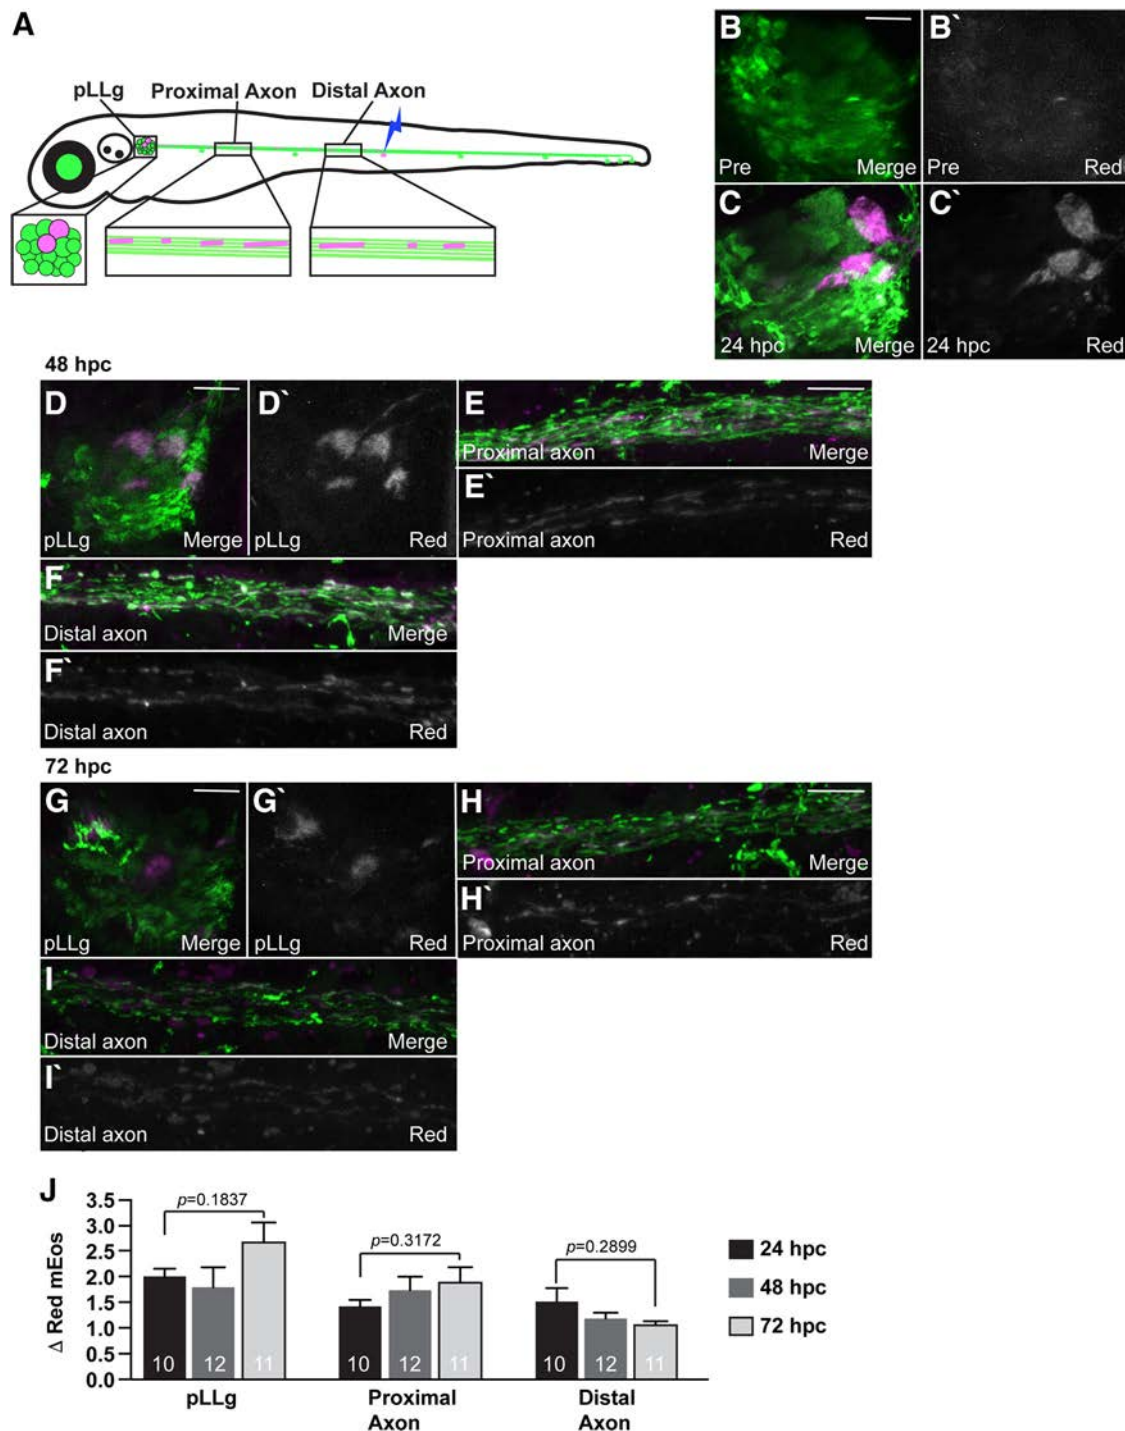 A
pLLg
Proximal Axon
Distal Axon
B
Pre
Merge
B`
Pre
Red
C
24 hpc
Merge
C`
24 hpc
Red
48 hpc
D
pLLg
Merge
D`
pLLg
Red
E
Proximal axon
Merge
E`
Proximal axon
Red
F
Distal axon
Merge
F`
Distal axon
Red
72 hpc
G
pLLg
Merge
G`
pLLg
Red
H
Proximal axon
Merge
H`
Proximal axon
Red
I
Distal axon
Merge
I`
Distal axon
Red
J
Δ Red mEos
3.5
3.0
2.5
2.0
1.5
1.0
0.5
0.0
p=0.1837
p=0.3172
p=0.2899
10
12
11
10
12
11
10
12
11
pLLg
Proximal
Axon
Distal
Axon
24 hpc
48 hpc
72 hpc